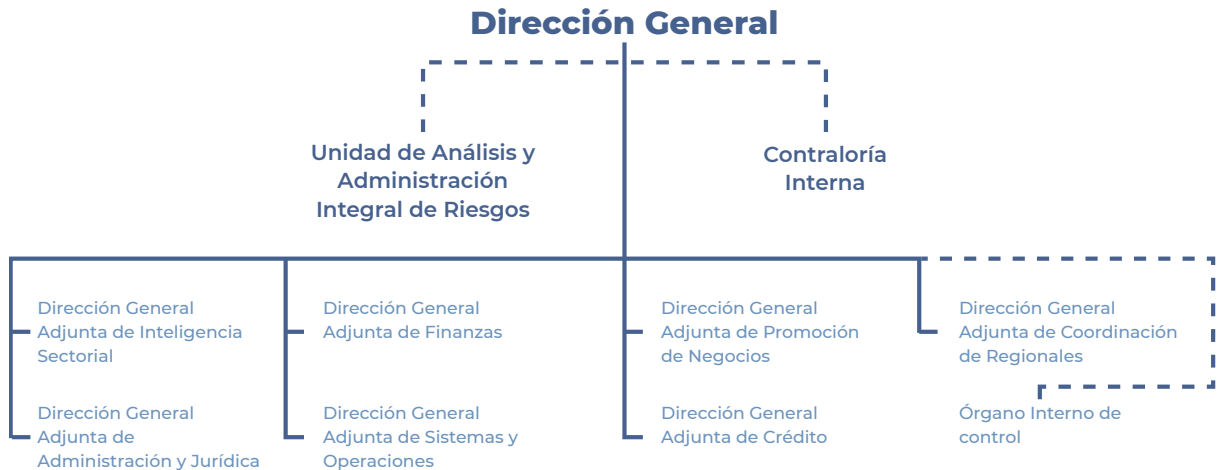 Dirección General
Unidad de Análisis y
Administración
Integral de Riesgos
Contraloría
Interna
Dirección General
Adjunta de Inteligencia
Sectorial
Dirección General
Adjunta de Finanzas
Dirección General
Adjunta de Promoción
de Negocios
Dirección General
Adjunta de Coordinación
de Regionales
Dirección General
Adjunta de
Administración y Jurídica
Dirección General
Adjunta de Sistemas y
Operaciones
Dirección General
Adjunta de Crédito
Órgano Interno de
control